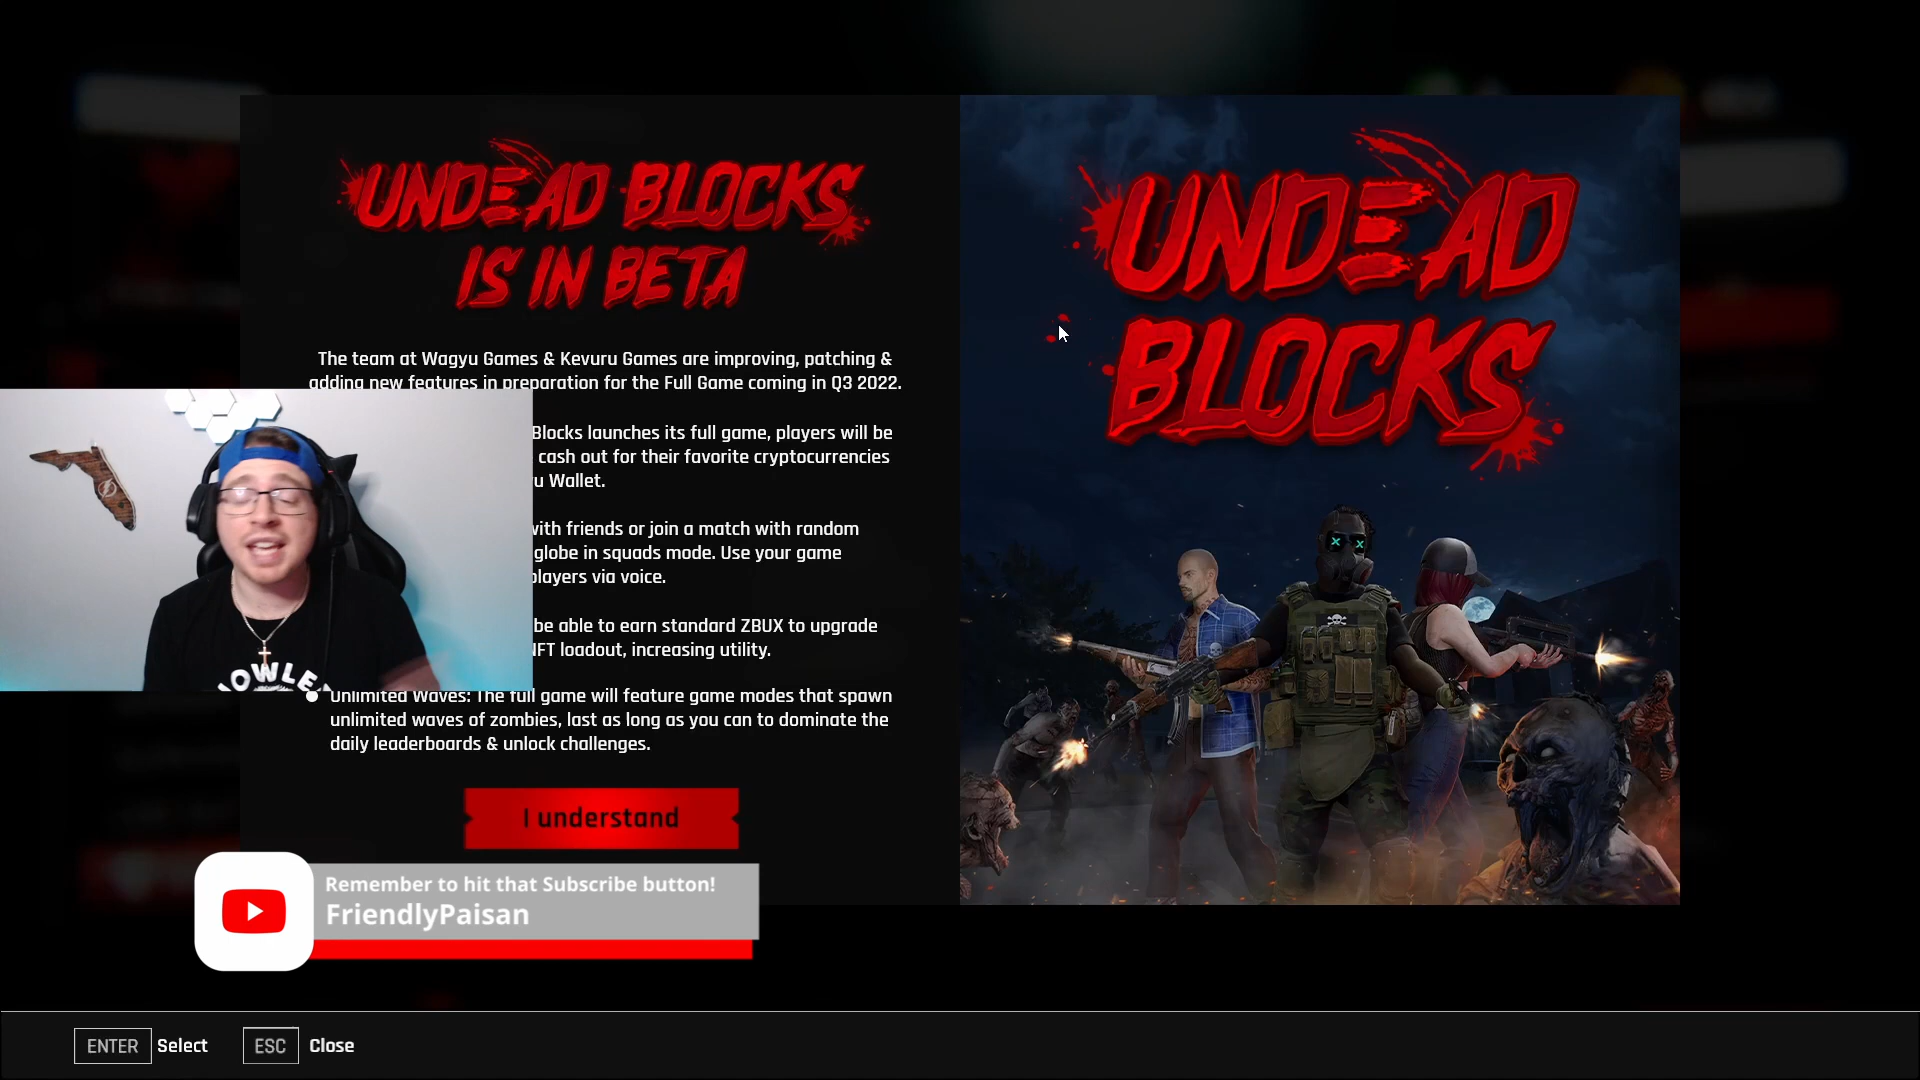 UNDEAD BLOCKS
IS IN BETA
The team at Wagyu Games & Kevuru Games are improving, patching &
adding new features in preparation for the Full Game coming in Q3 2022.
Blocks launches its full game, players will be
cash out for their favorite cryptocurrencies
Wallet.
with friends or join a match with random
globe in squads mode. Use your game
players via voice.
be able to earn standard ZBUX to upgrade
NFT loadout, increasing utility.
Unlimited Waves: The full game will feature game modes that spawn
unlimited waves of zombies, last as long as you can to dominate the
daily leaderboards & unlock challenges.
I understand
UNDEAD
BLOCKS
Remember to hit that Subscribe button!
FriendlyPaisan
ENTER Select ESC Close